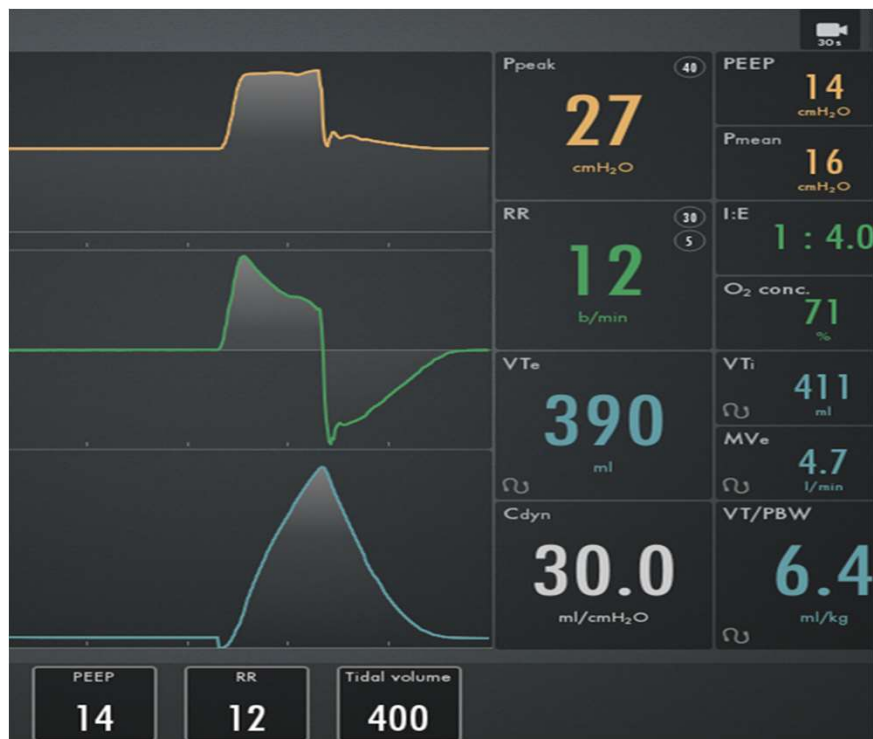 30 s
Ppeak
40
27
cmH₂O
PEEP
14
cmH₂O
Pmean
16
cmH₂O
RR
30
5
12
b/min
I:E
1 : 4.0
O₂ conc.
71
%
VTe
390
ml
VTi
411
ml
MVe
4.7
l/min
Cdyn
30.0
ml/cmH₂O
VT/PBW
6.4
ml/kg
PEEP
14
RR
12
Tidal volume
400